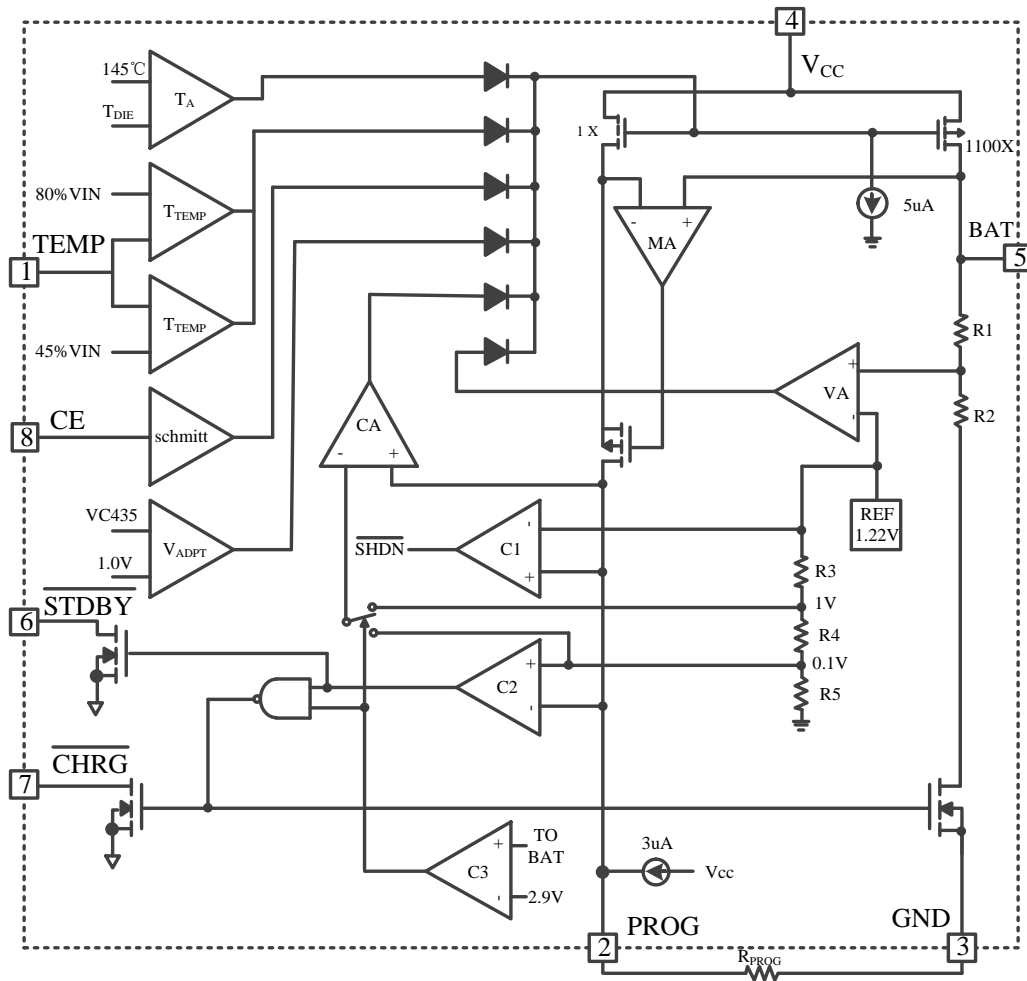 4
VCC
145℃
TA
TDIE
1 X
1100X
80%VIN
TTEMP
- +
MA
5uA
TEMP
BAT
1
5
TTEMP
R1
45%VIN
+
VA
-
R2
CE
8
schmitt
CA
- +
VC435
VADPT
1.0V
-
SHDN
C1
+
REF
1.22V
R3
STDBY
6
1V
R4
+
C2
-
0.1V
R5
CHRG
7
+
TO
BAT
C3
-
2.9V
3uA
Vcc
PROG
GND
2
3
RPROG